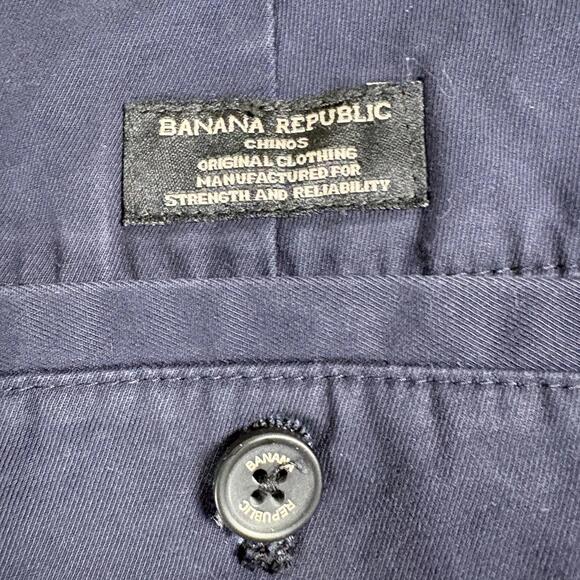 BANANA REPUBLIC
CHINOS
ORIGINAL CLOTHING
MANUFACTURED FOR
STRENGTH AND RELIABILITY
BANANA
REPUBLIC